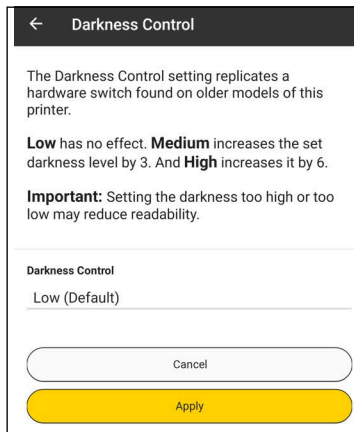 Darkness Control
The Darkness Control setting replicates a
hardware switch found on older models of this
printer.
Low has no effect. Medium increases the set
darkness level by 3. And High increases it by 6.
Important: Setting the darkness too high or too
low may reduce readability.
Darkness Control
Low (Default)
Cancel
Apply